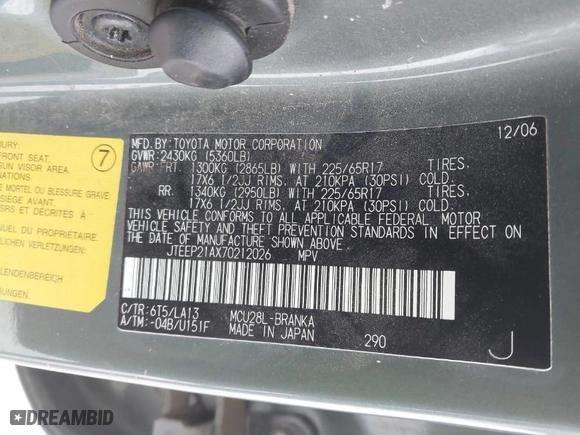 12/06
MFD. BY: TOYOTA MOTOR CORPORATION
GVWR: 2430KG (5360LB)
GAWR: FRT. 1300KG (2865LB) WITH 225/65R17 TIRES.
17X6 1/2JJ RIMS. AT 210KPA (30PSI) COLD.
RR. 1340KG (2950LB) WITH 225/65R17 TIRES.
17X6 1/2JJ RIMS. AT 210KPA (30PSI) COLD.
THIS VEHICLE CONFORMS TO ALL APPLICABLE FEDERAL MOTOR
VEHICLE SAFETY AND THEFT PREVENTION STANDARDS IN EFFECT ON
THE DATE OF MANUFACTURE SHOWN ABOVE.
JTEEP21AX70212026 MPV
C/TR: 6T5/LA13 MCU28L-BRANKA
A/TM: -04B/U151F MADE IN JAPAN 290
J
7
JURY:
FRONT SEAT.
SUN VISOR AREA.
E MORTEL OU BLESSURE GRAVE:
SIÈGE AVANT.
SRS ET DÉCRITES À
MANUEL DU PROPRIÉTAIRE.
LICHEN VERLETZUNGEN
LENDENBEREICH
DREAMBID